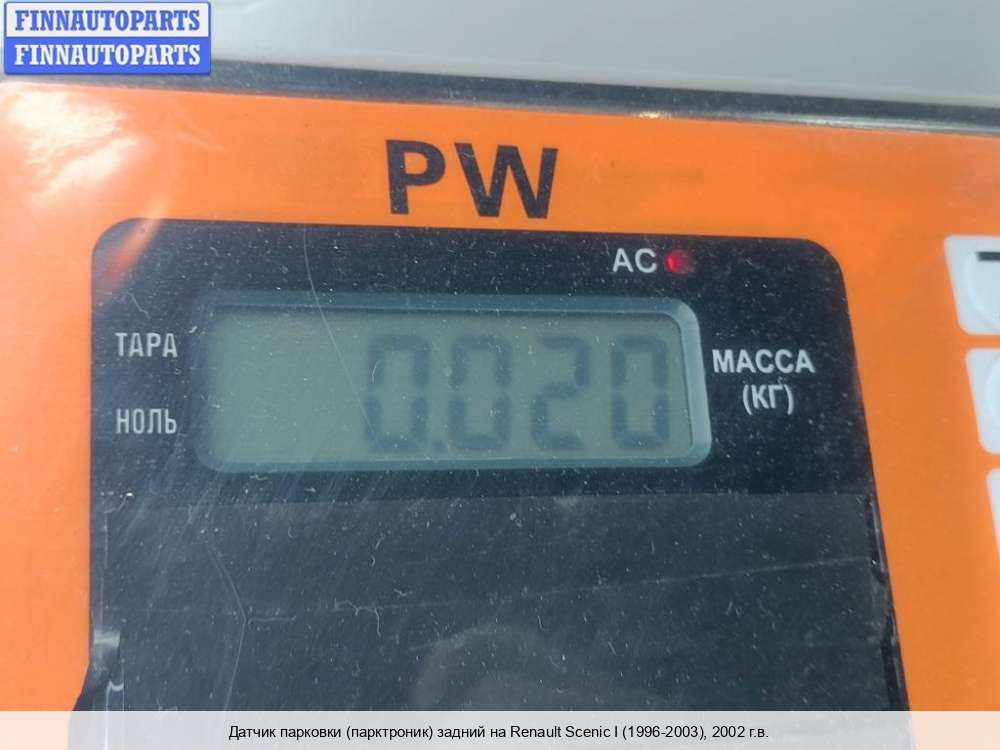 FINNAUTOPARTS
FINNAUTOPARTS
PW
AC
ТАРА
0.020
МАССА
(КГ)
НОЛЬ
Датчик парковки (парктроник) задний на Renault Scenic I (1996-2003), 2002 г.в.